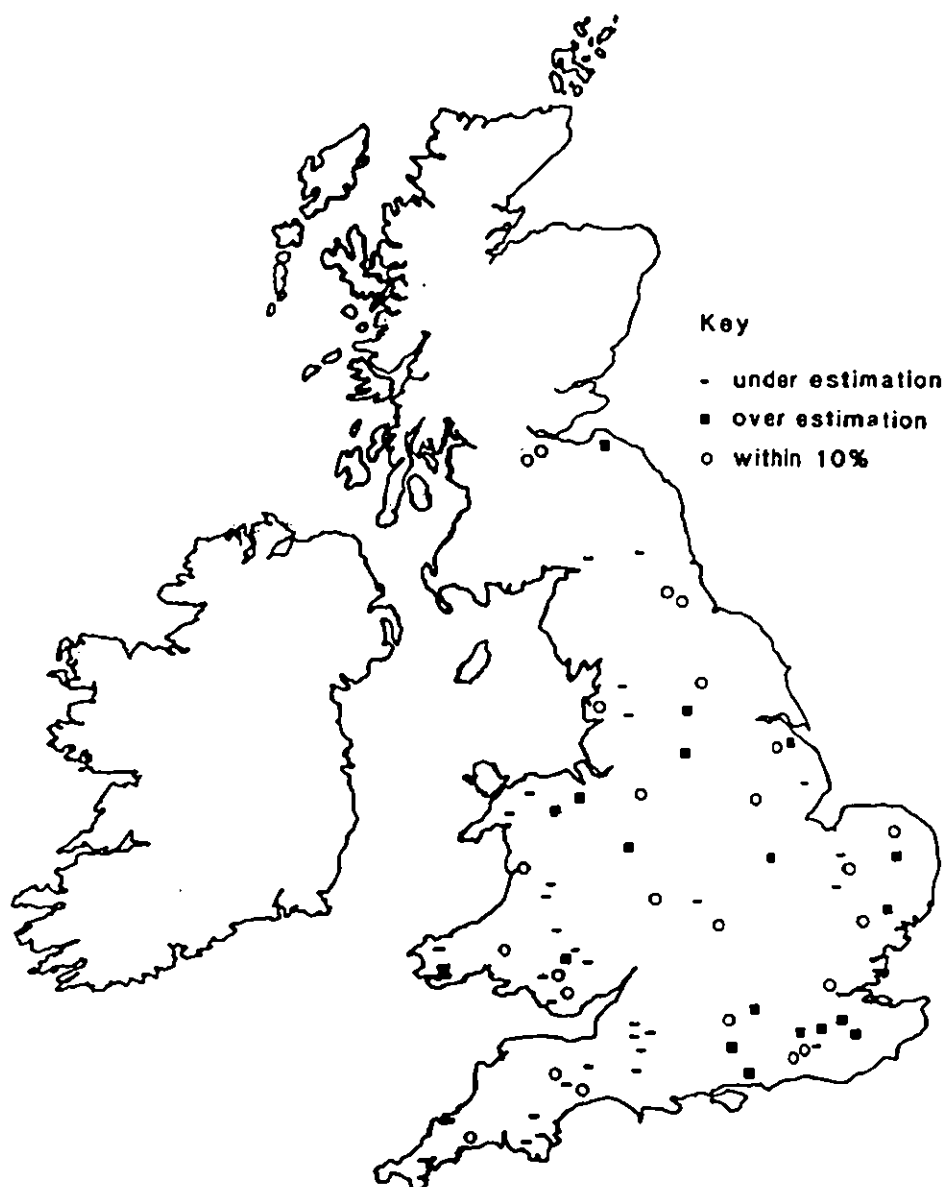 Key
- under estimation
■ over estimation
○ within 10%